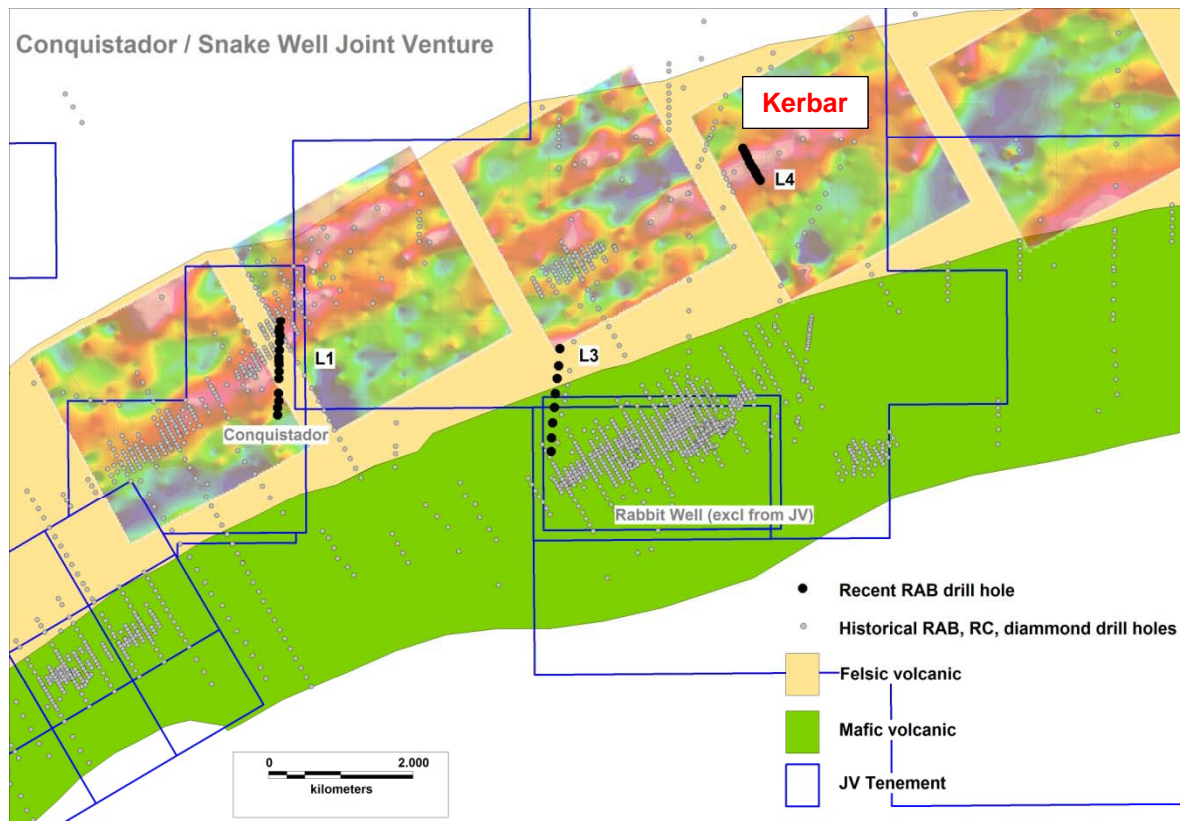 Conquistador / Snake Well Joint Venture
Kerbar
L4
L1
L3
Conquistador
Rabbit Well (excl from JV)
Recent RAB drill hole
Historical RAB, RC, diammond drill holes
Felsic volcanic
Mafic volcanic
JV Tenement
0 2.000
kilometers